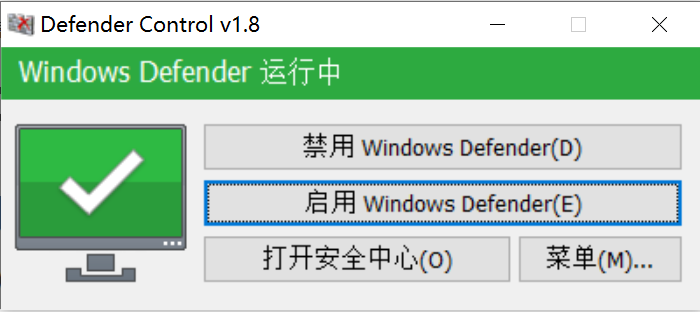 Defender Control v1.8
Windows Defender 运行中
禁用 Windows Defender(D)
启用 Windows Defender(E)
打开安全中心(O)
菜单(M)...